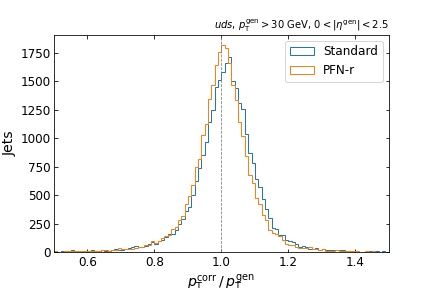 uds, p_T^gen > 30 GeV, 0 < |η^gen| < 2.5
Standard
PFN-r
Jets
1750
1500
1250
1000
750
500
250
0
0.6 0.8 1.0 1.2 1.4
p_T^corr / p_T^gen